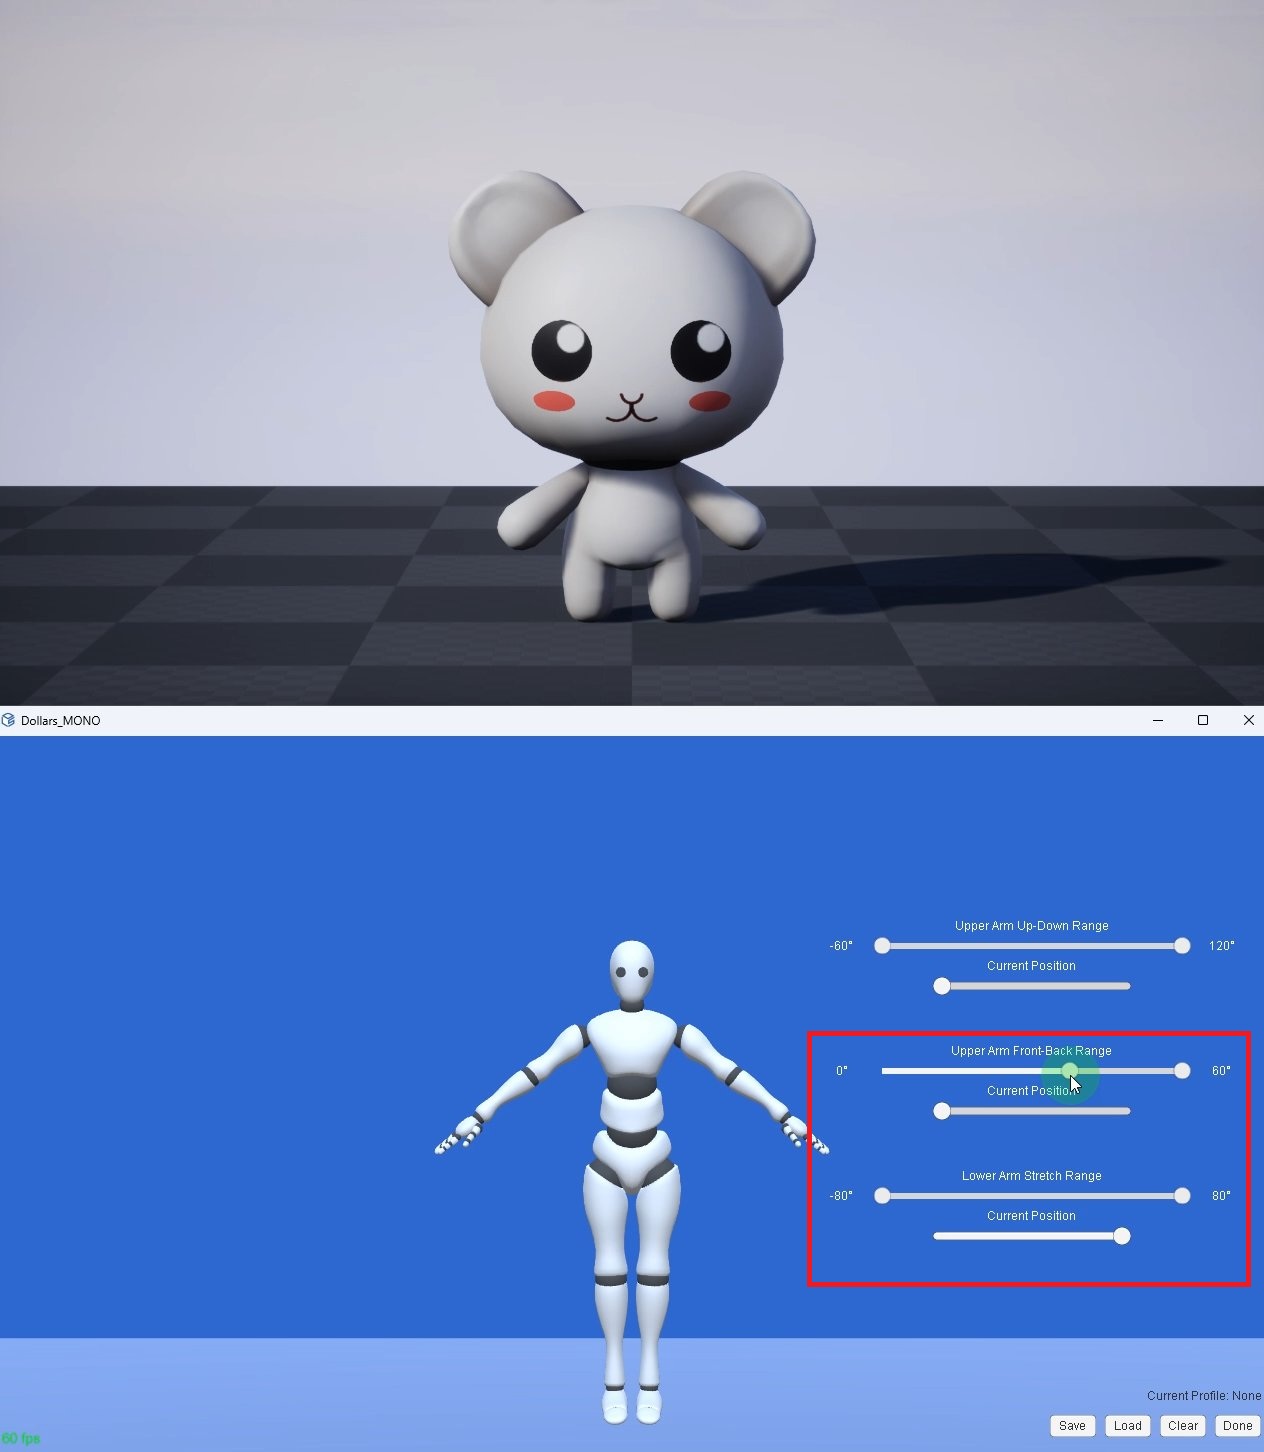 Dollars_MONO
Upper Arm Up-Down Range
-60° 120°
Current Position
Upper Arm Front-Back Range
0° 60°
Current Position
Lower Arm Stretch Range
-80° 80°
Current Position
Current Profile: None
Save Load Clear Done
60 fps